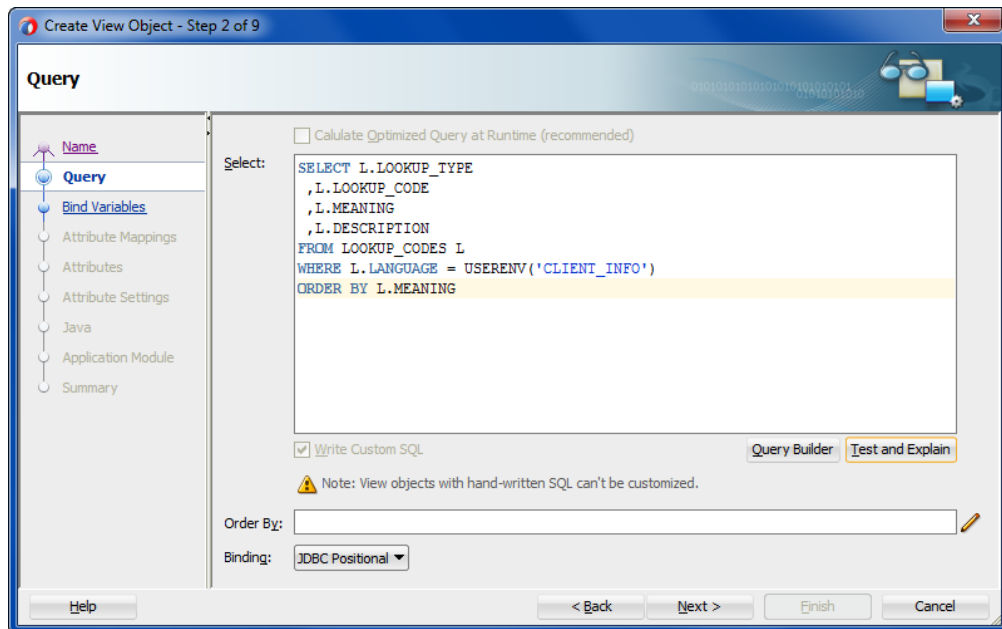 Create View Object - Step 2 of 9
Query
Name
Query
Bind Variables
Attribute Mappings
Attributes
Attribute Settings
Java
Application Module
Summary
Calulate Optimized Query at Runtime (recommended)
Select:
SELECT L.LOOKUP_TYPE
,L.LOOKUP_CODE
,L.MEANING
,L.DESCRIPTION
FROM LOOKUP_CODES L
WHERE L.LANGUAGE = USERENV('CLIENT_INFO')
ORDER BY L.MEANING
Write Custom SQL
Query Builder
Test and Explain
Note: View objects with hand-written SQL can't be customized.
Order By:
Binding:
JDBC Positional
Help
< Back
Next >
Finish
Cancel